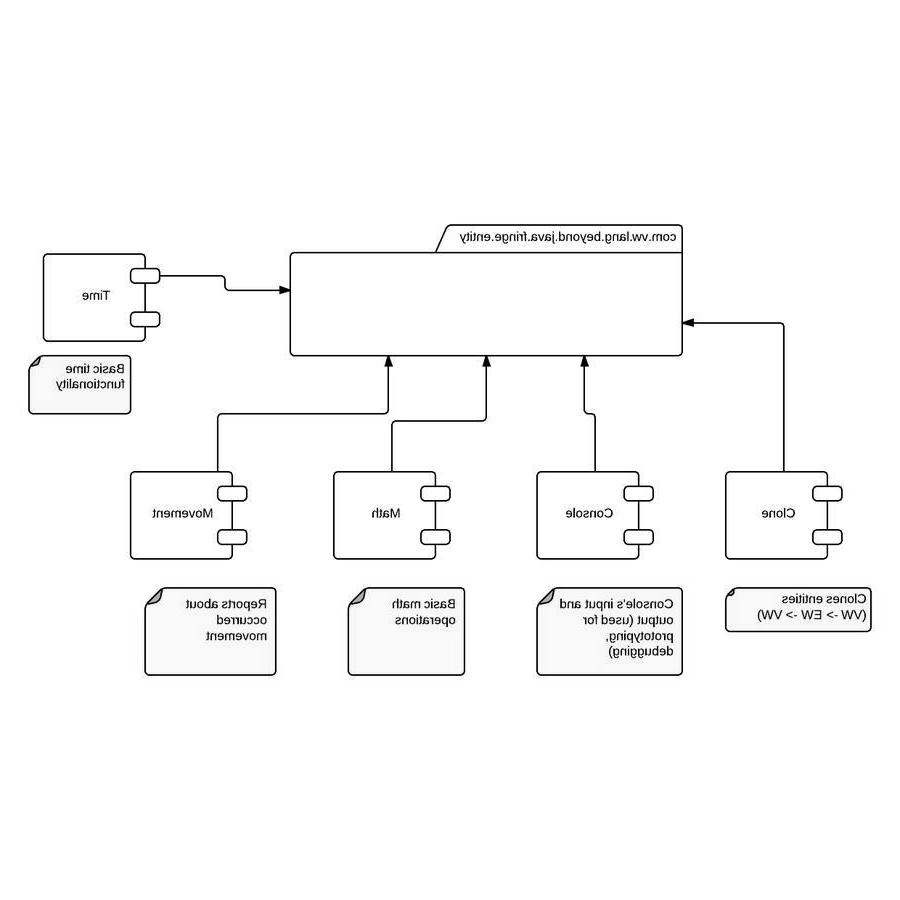 com.vw.lang.beyond.java.fringe.entity
Time
Basic time
functionality
Movement
Math
Console
Clone
Reports about
occurred
movement
Basic math
operations
Console's input and
output (used for
prototyping,
debugging)
Clones entities
(VW -> EW -> VW)